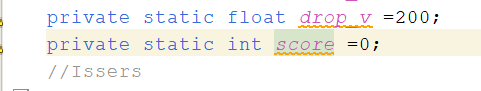 private static float drop_v =200;
private static int score =0;
//Issers